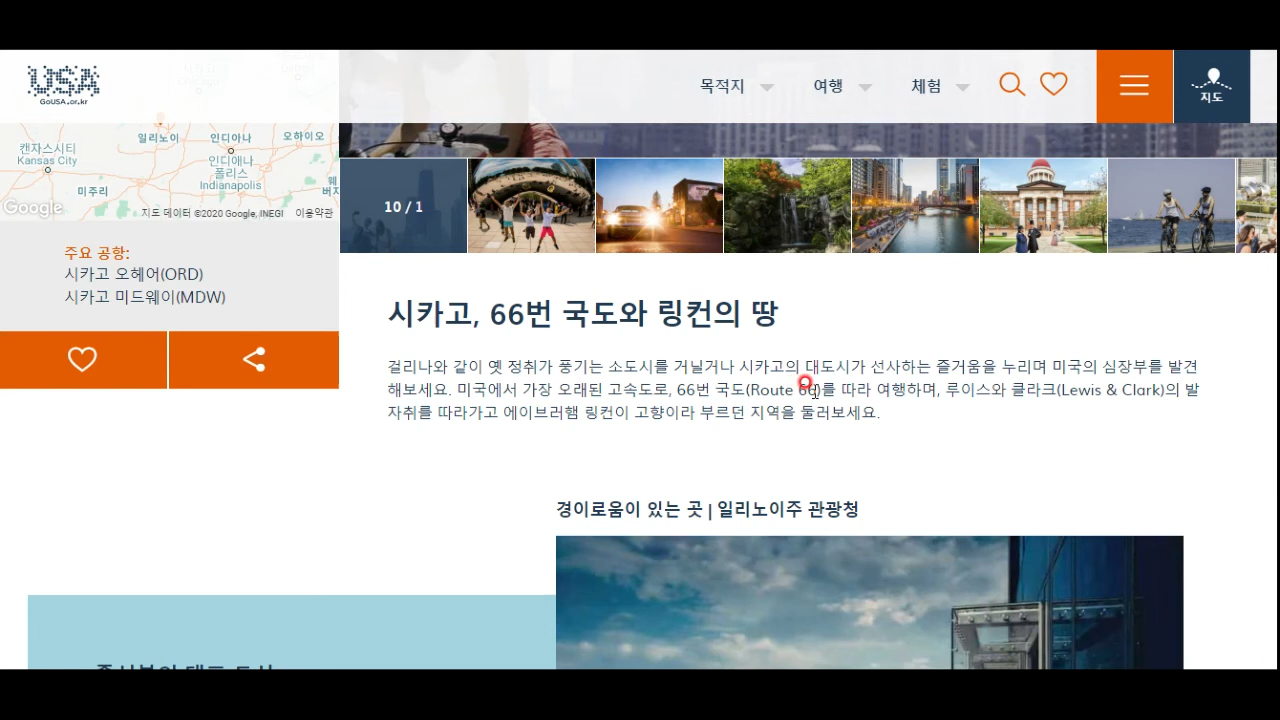 USA
GoUSA.or.kr
목적지
여행
체험
지도
일리노이
인디아나
오하이오
캔자스시티
Kansas City
인디애나
폴리스
Indianapolis
미주리
Google
지도 데이터 ©2020 Google, INEGI 이용약관
10 / 1
주요 공항:
시카고 오헤어(ORD)
시카고 미드웨이(MDW)
시카고, 66번 국도와 링컨의 땅
걸리나와 같이 옛 정취가 풍기는 소도시를 거닐거나 시카고의 대도시가 선사하는 즐거움을 누리며 미국의 심장부를 발견
해보세요. 미국에서 가장 오래된 고속도로, 66번 국도(Route 66)를 따라 여행하며, 루이스와 클라크(Lewis & Clark)의 발
자취를 따라가고 에이브러햄 링컨이 고향이라 부르던 지역을 둘러보세요.
경이로움이 있는 곳 | 일리노이주 관광청